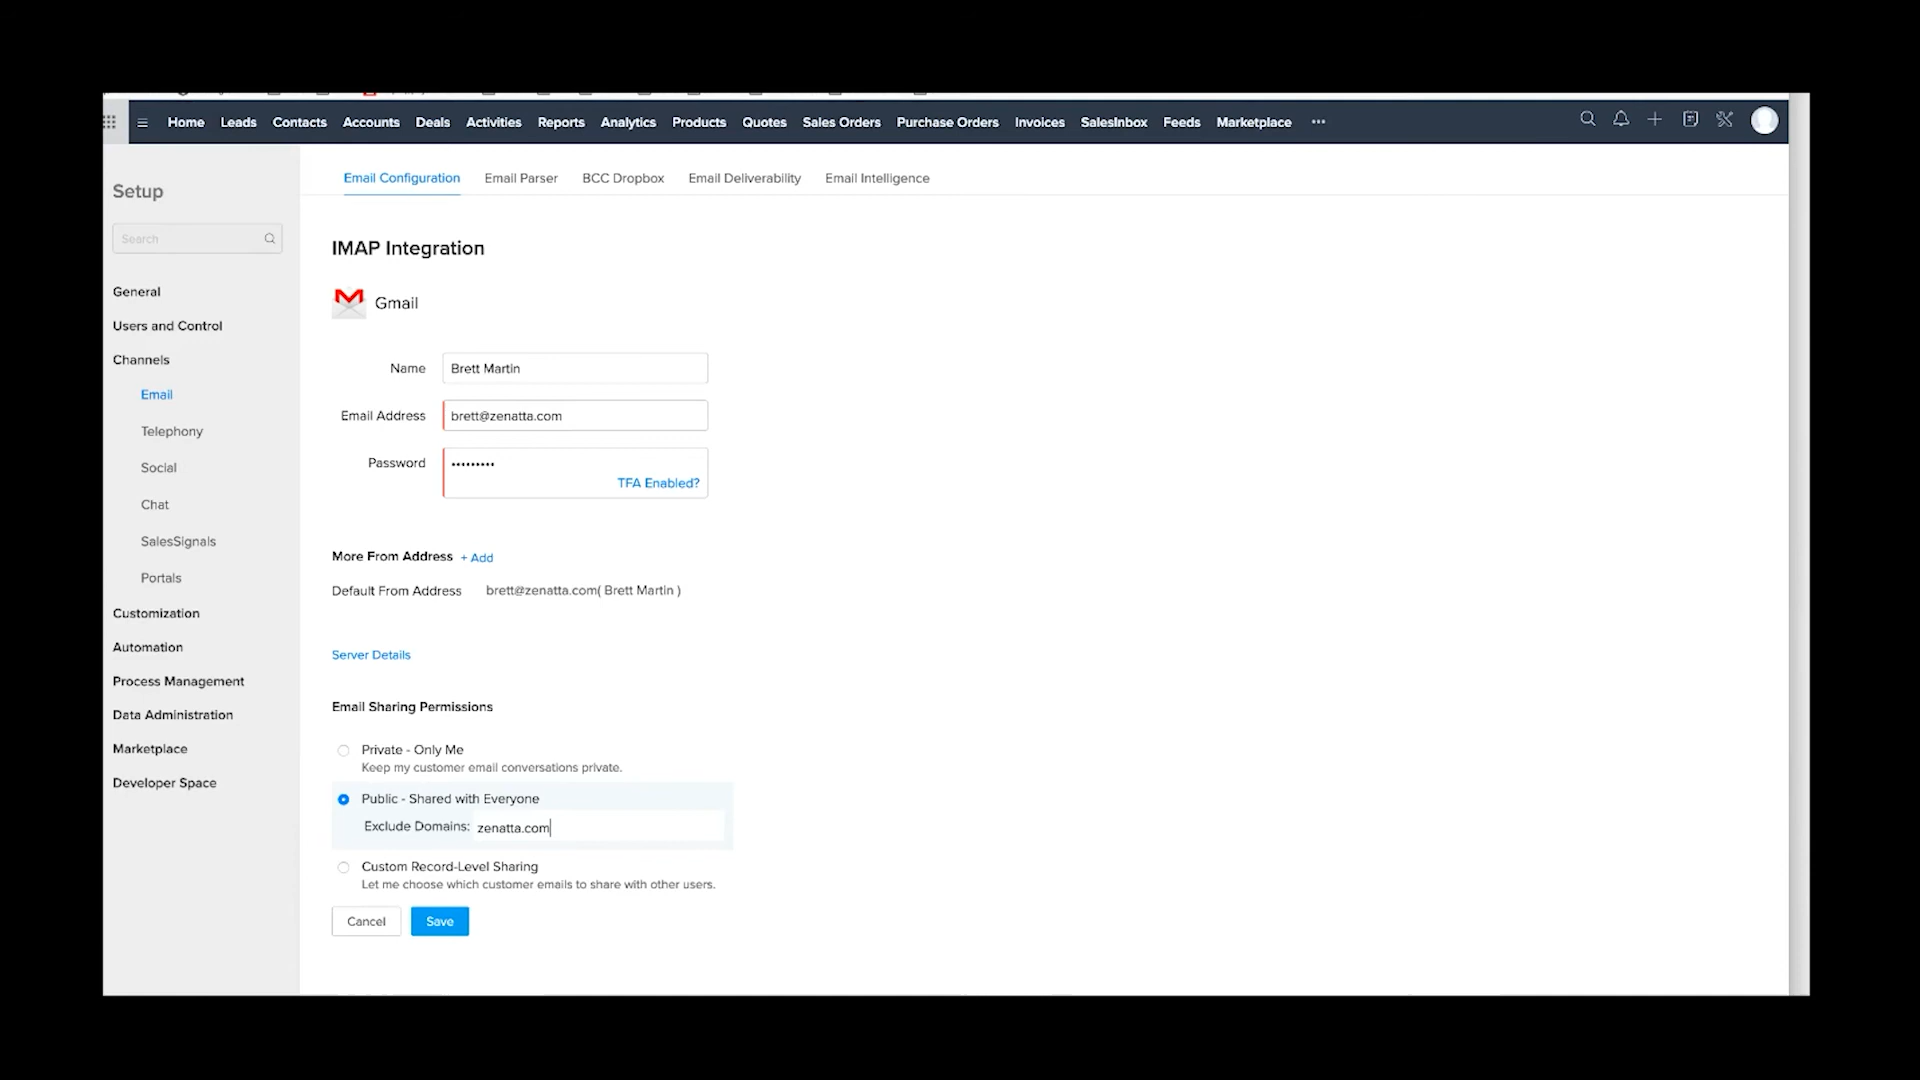 Home Leads Contacts Accounts Deals Activities Reports Analytics Products Quotes Sales Orders Purchase Orders Invoices SalesInbox Feeds Marketplace ...
Setup
Search
General
Users and Control
Channels
Email
Telephony
Social
Chat
SalesSignals
Portals
Customization
Automation
Process Management
Data Administration
Marketplace
Developer Space
Email Configuration Email Parser BCC Dropbox Email Deliverability Email Intelligence
IMAP Integration
Gmail
Name Brett Martin
Email Address brett@zenatta.com
Password •••••••••
TFA Enabled?
More From Address + Add
Default From Address brett@zenatta.com( Brett Martin )
Server Details
Email Sharing Permissions
Private - Only Me
Keep my customer email conversations private.
Public - Shared with Everyone
Exclude Domains: zenatta.com
Custom Record-Level Sharing
Let me choose which customer emails to share with other users.
Cancel Save